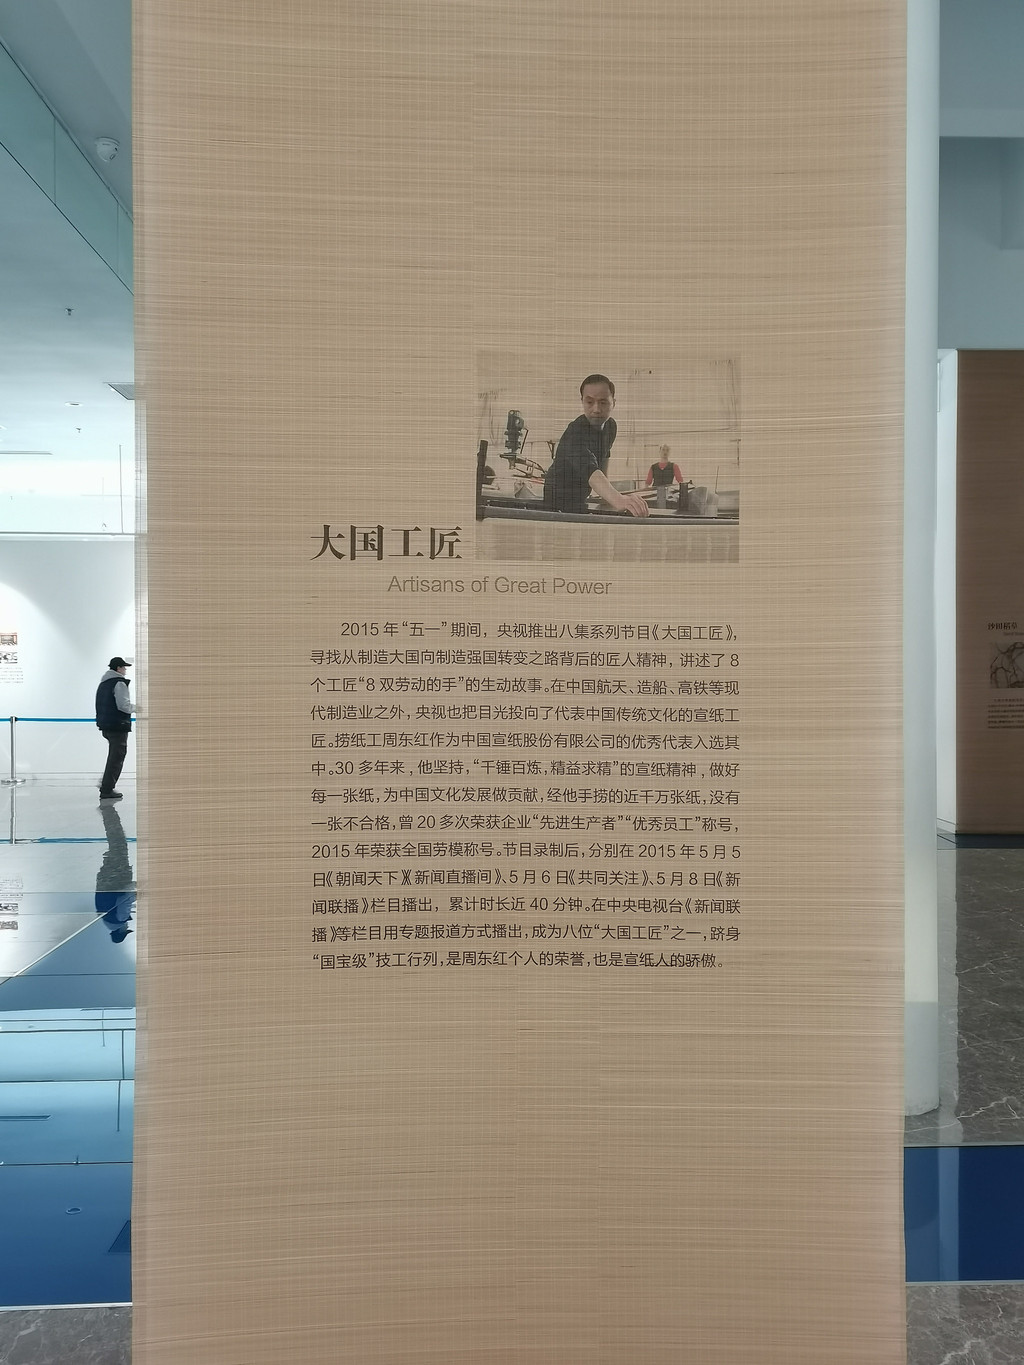 大国工匠
Artisans of Great Power
2015 年“五一”期间，央视推出八集系列节目《大国工匠》，
寻找从制造大国向制造强国转变之路背后的匠人精神，讲述了 8
个工匠“8 双劳动的手”的生动故事。在中国航天、造船、高铁等现
代制造业之外，央视也把目光投向了代表中国传统文化的宣纸工
匠。捞纸工周东红作为中国宣纸股份有限公司的优秀代表入选其
中。30 多年来，他坚持，“千锤百炼，精益求精”的宣纸精神，做好
每一张纸，为中国文化发展做贡献，经他手捞的近千万张纸，没有
一张不合格，曾 20 多次荣获企业“先进生产者”“优秀员工”称号，
2015 年荣获全国劳模称号。节目录制后，分别在 2015 年 5 月 5
日《朝闻天下》《新闻直播间》、5 月 6 日《共同关注》、5 月 8 日《新
闻联播》栏目播出，累计时长近 40 分钟。在中央电视台《新闻联
播》等栏目用专题报道方式播出，成为八位“大国工匠”之一，跻身
“国宝级”技工行列，是周东红个人的荣誉，也是宣纸人的骄傲。
沙田稻草